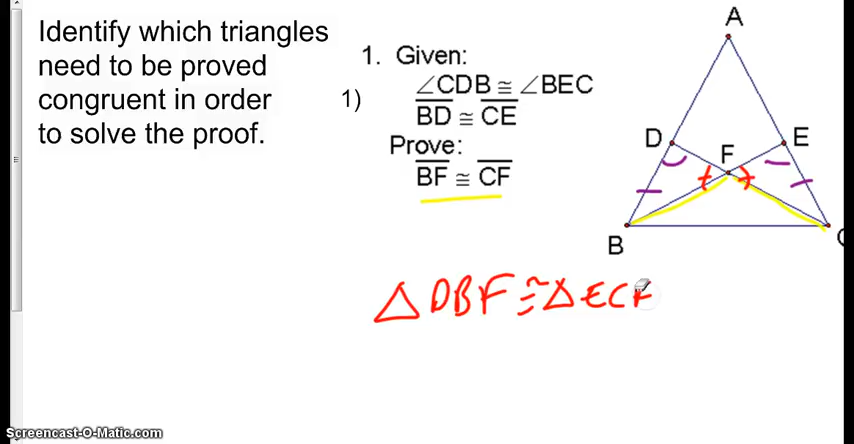 Identify which triangles
need to be proved
congruent in order
to solve the proof.
1. Given:
1) ∠CDB ≅ ∠BEC
BD ≅ CE
Prove:
BF ≅ CF
A
D
E
F
B
C
△ DBF ≅ △ ECF
Screencast-O-Matic.com